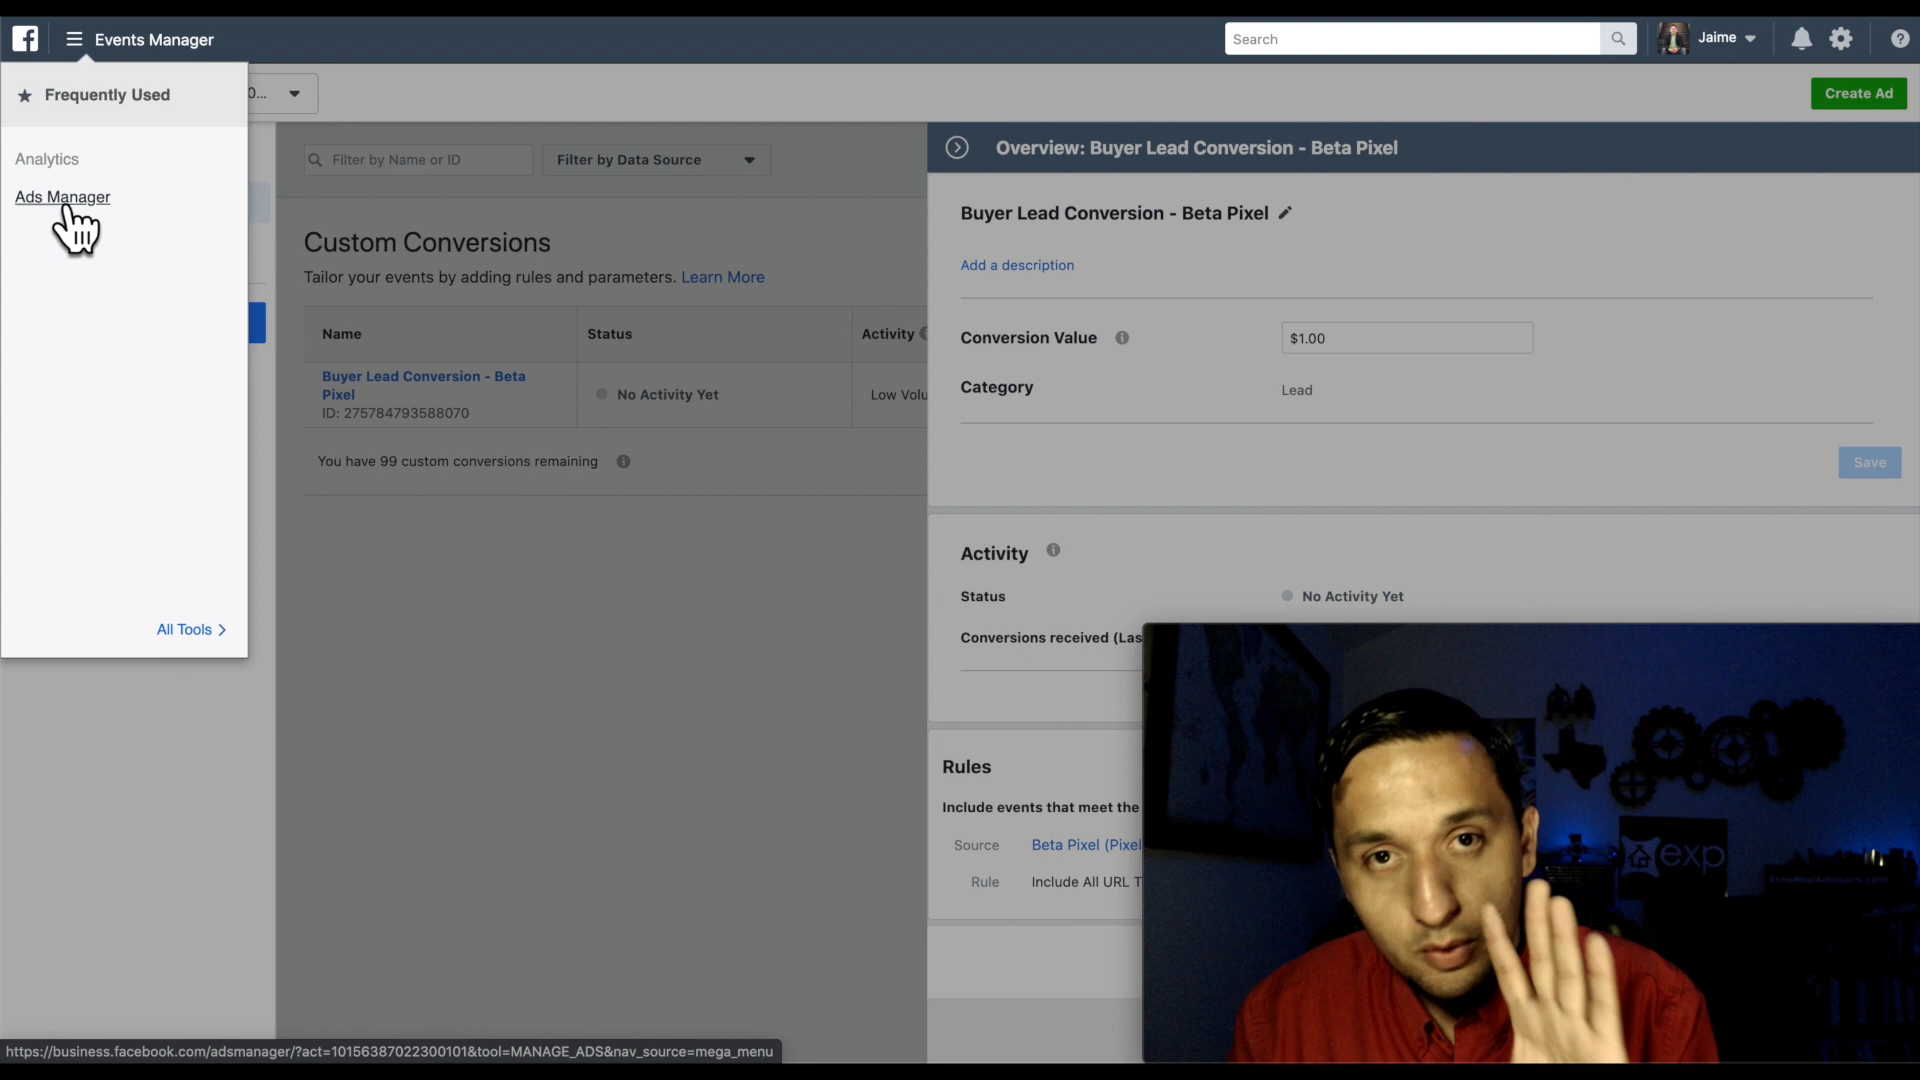 Events Manager
Search
Jaime
Frequently Used
0...
Create Ad
Analytics
Ads Manager
All Tools
Filter by Name or ID
Filter by Data Source
Custom Conversions
Tailor your events by adding rules and parameters. Learn More
Name
Status
Activity
Buyer Lead Conversion - Beta
Pixel
ID: 275784793588070
No Activity Yet
Low Volu
You have 99 custom conversions remaining
Overview: Buyer Lead Conversion - Beta Pixel
Buyer Lead Conversion - Beta Pixel
Add a description
Conversion Value
$1.00
Category
Lead
Save
Activity
Status
No Activity Yet
Conversions received (Las
Rules
Include events that meet the
Source
Beta Pixel (Pixel
Rule
Include All URL T
exp
https://business.facebook.com/adsmanager/?act=10156387022300101&tool=MANAGE_ADS&nav_source=mega_menu